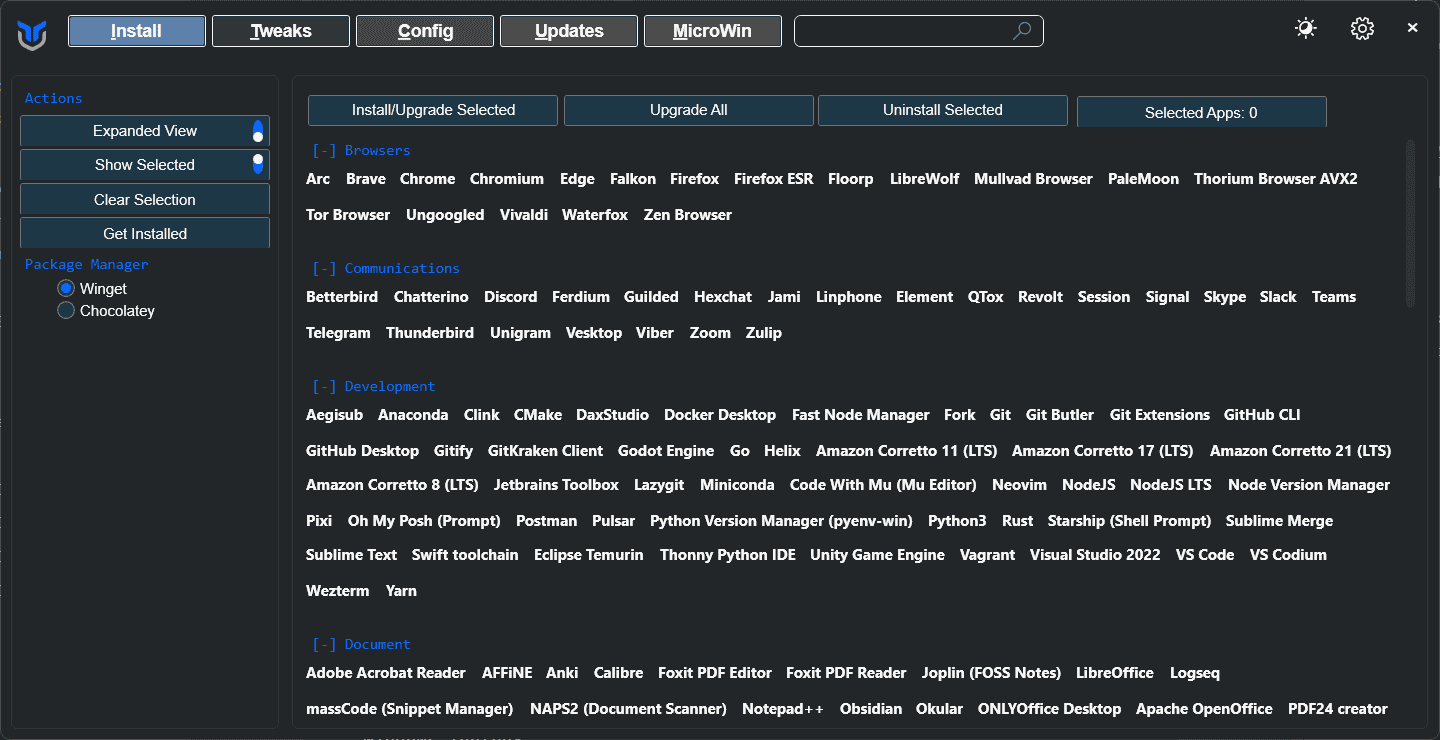 Install Tweaks Config Updates MicroWin
Actions
Expanded View
Show Selected
Clear Selection
Get Installed
Package Manager
Winget
Chocolatey
Install/Upgrade Selected Upgrade All Uninstall Selected Selected Apps: 0
[-] Browsers
Arc Brave Chrome Chromium Edge Falkon Firefox Firefox ESR Floorp LibreWolf Mullvad Browser PaleMoon Thorium Browser AVX2
Tor Browser Ungoogled Vivaldi Waterfox Zen Browser
[-] Communications
Betterbird Chatterino Discord Ferdium Guilded Hexchat Jami Linphone Element QTox Revolt Session Signal Skype Slack Teams
Telegram Thunderbird Unigram Vesktop Viber Zoom Zulip
[-] Development
Aegisub Anaconda Clink CMake DaxStudio Docker Desktop Fast Node Manager Fork Git Git Butler Git Extensions GitHub CLI
GitHub Desktop Gitify GitKraken Client Godot Engine Go Helix Amazon Corretto 11 (LTS) Amazon Corretto 17 (LTS) Amazon Corretto 21 (LTS)
Amazon Corretto 8 (LTS) Jetbrains Toolbox Lazygit Miniconda Code With Mu (Mu Editor) Neovim NodeJS NodeJS LTS Node Version Manager
Pixi Oh My Posh (Prompt) Postman Pulsar Python Version Manager (pyenv-win) Python3 Rust Starship (Shell Prompt) Sublime Merge
Sublime Text Swift toolchain Eclipse Temurin Thonny Python IDE Unity Game Engine Vagrant Visual Studio 2022 VS Code VS Codium
Wezterm Yarn
[-] Document
Adobe Acrobat Reader AFFiNE Anki Calibre Foxit PDF Editor Foxit PDF Reader Joplin (FOSS Notes) LibreOffice Logseq
massCode (Snippet Manager) NAPS2 (Document Scanner) Notepad++ Obsidian Okular ONLYOffice Desktop Apache OpenOffice PDF24 creator